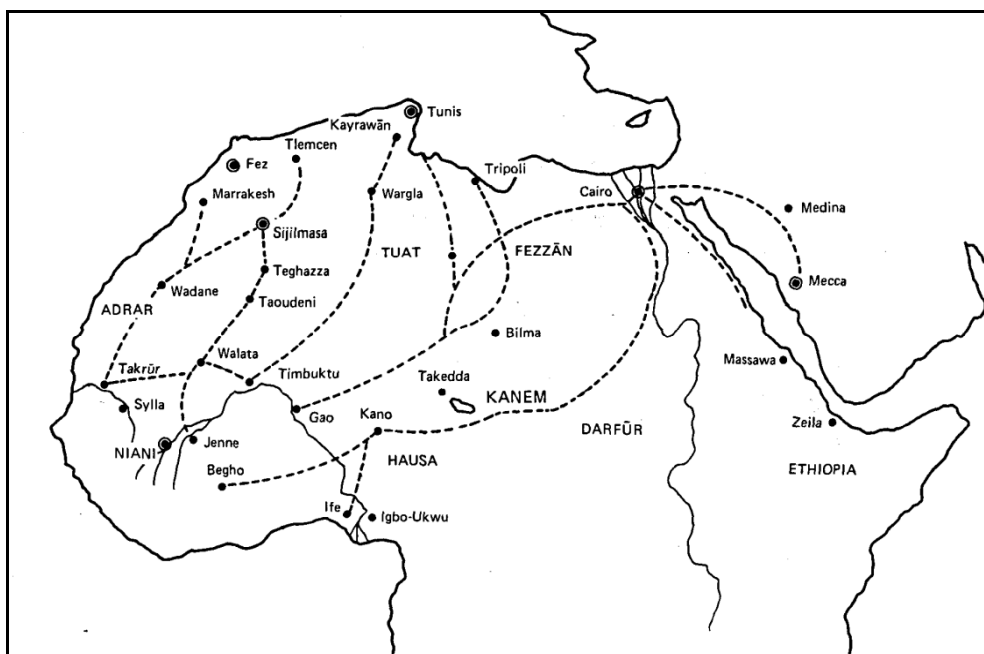 Tunis
Kayrawān
Tlemcen
Fez
Tripoli
Cairo
Marrakesh
Wargla
Medina
Sijilmasa
TUAT
FEZZĀN
Teghazza
Mecca
Wadane
ADRAR
Taoudeni
Bilma
Walata
Massawa
Takrūr
Timbuktu
Takedda
KANEM
Sylla
Gao
Kano
DARFŪR
Zeila
NIANI
Jenne
HAUSA
Begho
ETHIOPIA
Ife
Igbo-Ukwu